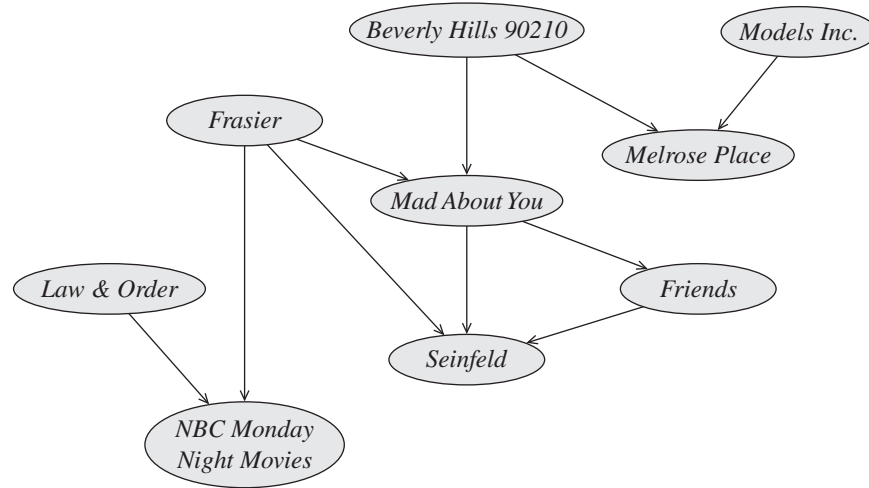 Beverly Hills 90210
Models Inc.
Frasier
Melrose Place
Mad About You
Law & Order
Friends
Seinfeld
NBC Monday
Night Movies